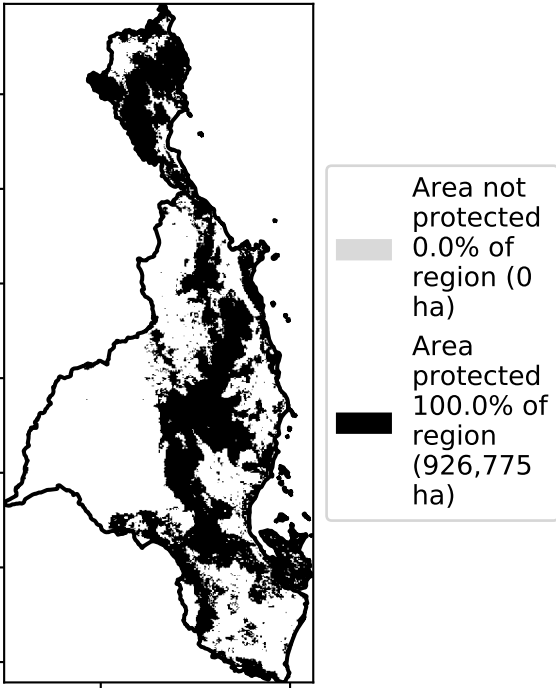 Area not
protected
0.0% of
region (0
ha)
Area
protected
100.0% of
region
(926,775
ha)